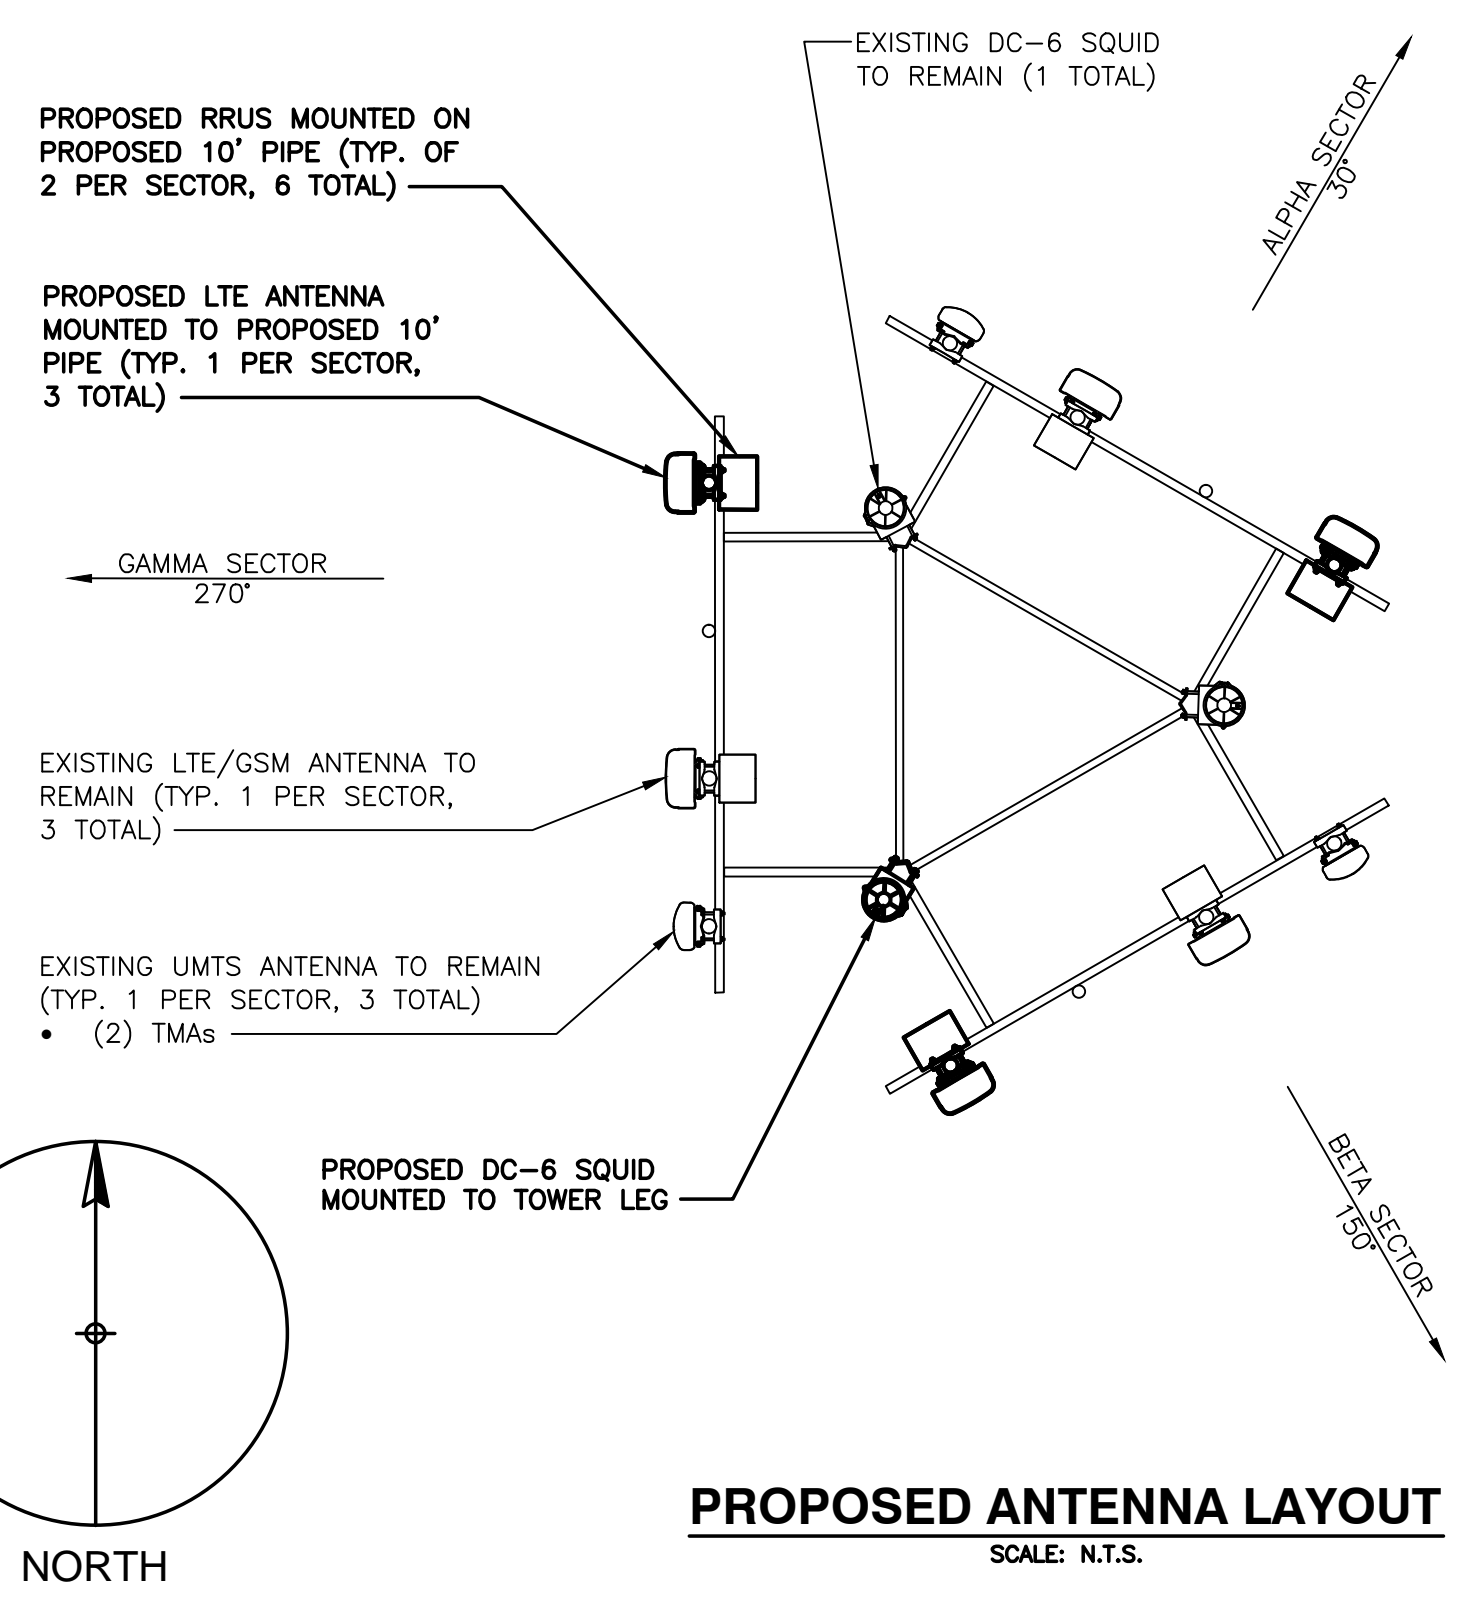 EXISTING DC-6 SQUID
TO REMAIN (1 TOTAL)
ALPHA SECTOR
30°
PROPOSED RRUS MOUNTED ON
PROPOSED 10' PIPE (TYP. OF
2 PER SECTOR, 6 TOTAL)
PROPOSED LTE ANTENNA
MOUNTED TO PROPOSED 10'
PIPE (TYP. 1 PER SECTOR,
3 TOTAL)
GAMMA SECTOR
270°
EXISTING LTE/GSM ANTENNA TO
REMAIN (TYP. 1 PER SECTOR,
3 TOTAL)
EXISTING UMTS ANTENNA TO REMAIN
(TYP. 1 PER SECTOR, 3 TOTAL)
• (2) TMAs
PROPOSED DC-6 SQUID
MOUNTED TO TOWER LEG
BETA SECTOR
150°
NORTH
PROPOSED ANTENNA LAYOUT
SCALE: N.T.S.